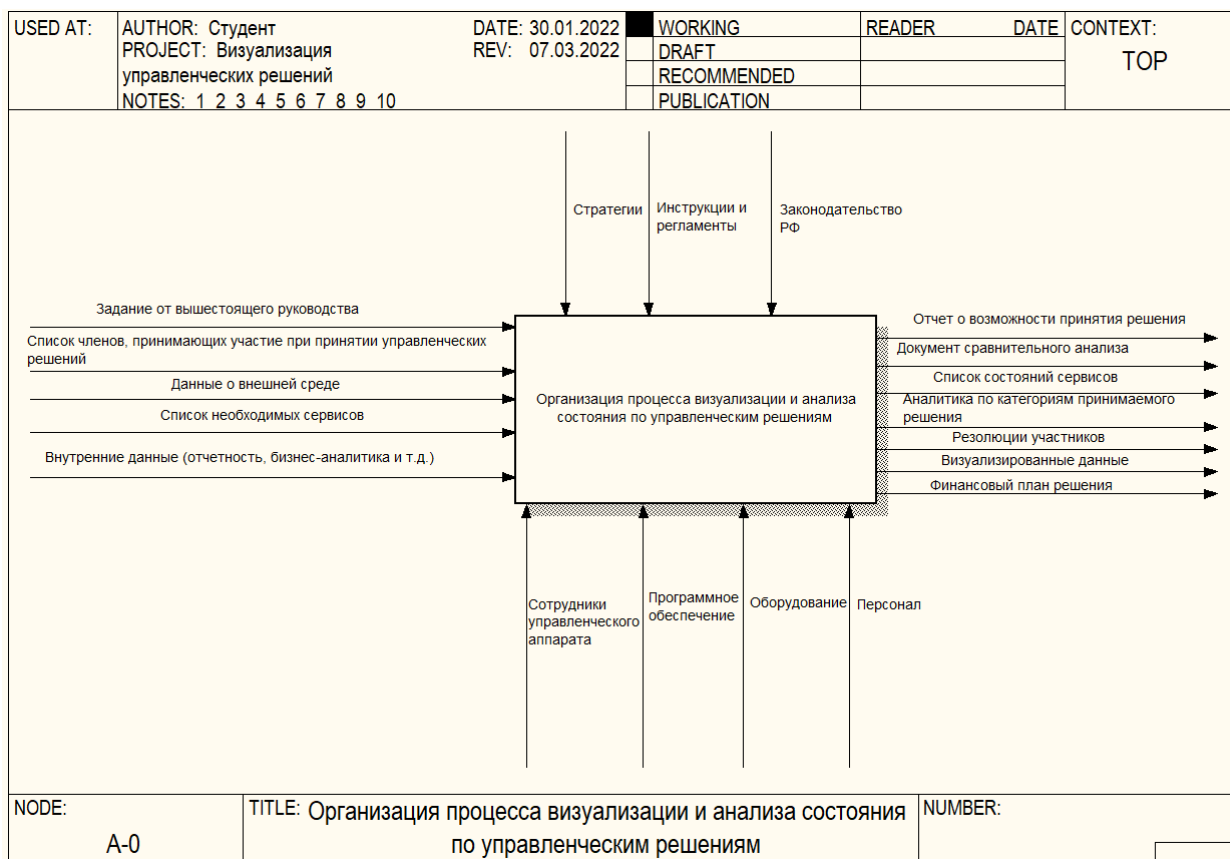 USED AT:
AUTHOR: Студент
DATE: 30.01.2022
PROJECT: Визуализация
REV: 07.03.2022
управленческих решений
NOTES: 1 2 3 4 5 6 7 8 9 10
WORKING
DRAFT
RECOMMENDED
PUBLICATION
READER
DATE
CONTEXT:
TOP
Стратегии
Инструкции и
регламенты
Законодательство
РФ
Задание от вышестоящего руководства
Список членов, принимающих участие при принятии управленческих
решений
Данные о внешней среде
Список необходимых сервисов
Внутренние данные (отчетность, бизнес-аналитика и т.д.)
Организация процесса визуализации и анализа
состояния по управленческим решениям
Отчет о возможности принятия решения
Документ сравнительного анализа
Список состояний сервисов
Аналитика по категориям принимаемого
решения
Резолюции участников
Визуализированные данные
Финансовый план решения
Сотрудники
управленческого
аппарата
Программное
обеспечение
Оборудование
Персонал
NODE:
A-0
TITLE: Организация процесса визуализации и анализа состояния
по управленческим решениям
NUMBER: